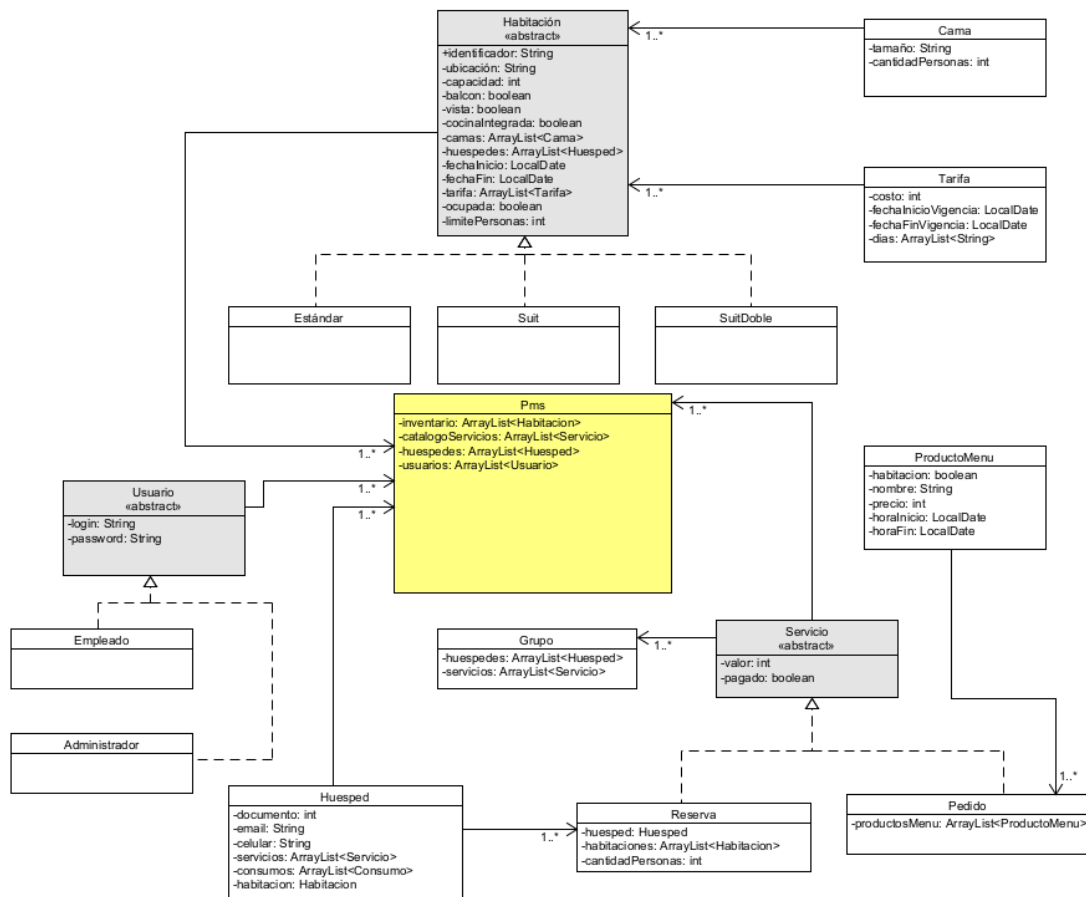 Habitación
«abstract»
+identificador: String
-ubicación: String
-capacidad: int
-balcon: boolean
-vista: boolean
-cocinaIntegrada: boolean
-camas: ArrayList<Cama>
-huespedes: ArrayList<Huesped>
-fechaInicio: LocalDate
-fechaFin: LocalDate
-tarifa: ArrayList<Tarifa>
-ocupada: boolean
-limitePersonas: int
1..*
Cama
-tamaño: String
-cantidadPersonas: int
1..*
Tarifa
-costo: int
-fechaInicioVigencia: LocalDate
-fechaFinVigencia: LocalDate
-dias: ArrayList<String>
Estándar
Suit
SuitDoble
Pms
-inventario: ArrayList<Habitacion>
-catalogoServicios: ArrayList<Servicio>
-huespedes: ArrayList<Huesped>
-usuarios: ArrayList<Usuario>
1..*
1..*
1..*
1..*
ProductoMenu
-habitacion: boolean
-nombre: String
-precio: int
-horaInicio: LocalDate
-horaFin: LocalDate
Usuario
«abstract»
-login: String
-password: String
Empleado
Administrador
Grupo
-huespedes: ArrayList<Huesped>
-servicios: ArrayList<Servicio>
1..*
Servicio
«abstract»
-valor: int
-pagado: boolean
Huesped
-documento: int
-email: String
-celular: String
-servicios: ArrayList<Servicio>
-consumos: ArrayList<Consumo>
-habitacion: Habitacion
1..*
Reserva
-huesped: Huesped
-habitaciones: ArrayList<Habitacion>
-cantidadPersonas: int
1..*
Pedido
-productosMenu: ArrayList<ProductoMenu>